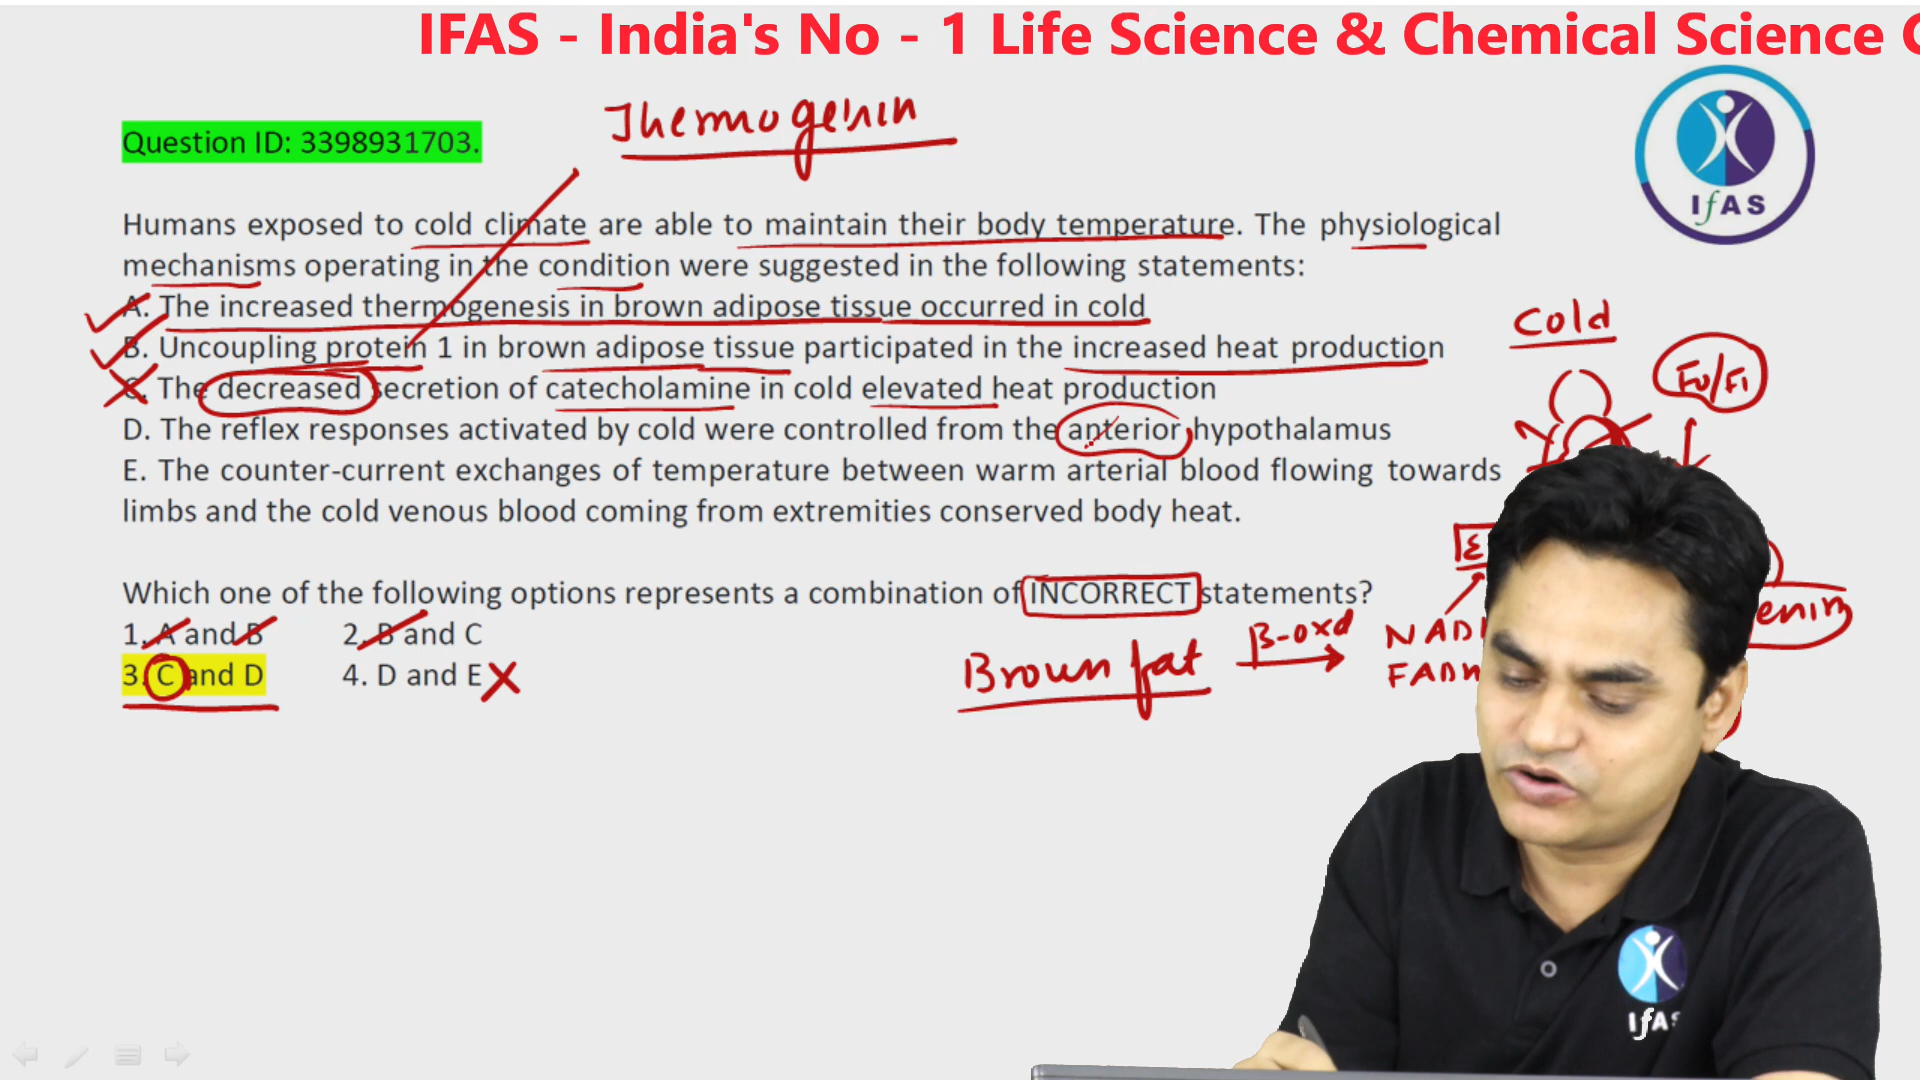 IFAS - India's No - 1 Life Science & Chemical Science
Thermogenin
Question ID: 3398931703.
IfAS
Humans exposed to cold climate are able to maintain their body temperature. The physiological
mechanisms operating in the condition were suggested in the following statements:
A. The increased thermogenesis in brown adipose tissue occurred in cold
B. Uncoupling protein 1 in brown adipose tissue participated in the increased heat production
C. The decreased secretion of catecholamine in cold elevated heat production
D. The reflex responses activated by cold were controlled from the anterior hypothalamus
E. The counter-current exchanges of temperature between warm arterial blood flowing towards
limbs and the cold venous blood coming from extremities conserved body heat.
Cold
F0/F1
Which one of the following options represents a combination of INCORRECT statements?
1. A and B 2. B and C
3. C and D 4. D and E
Brown fat β-oxd NAD
FAD
enin
IfAS